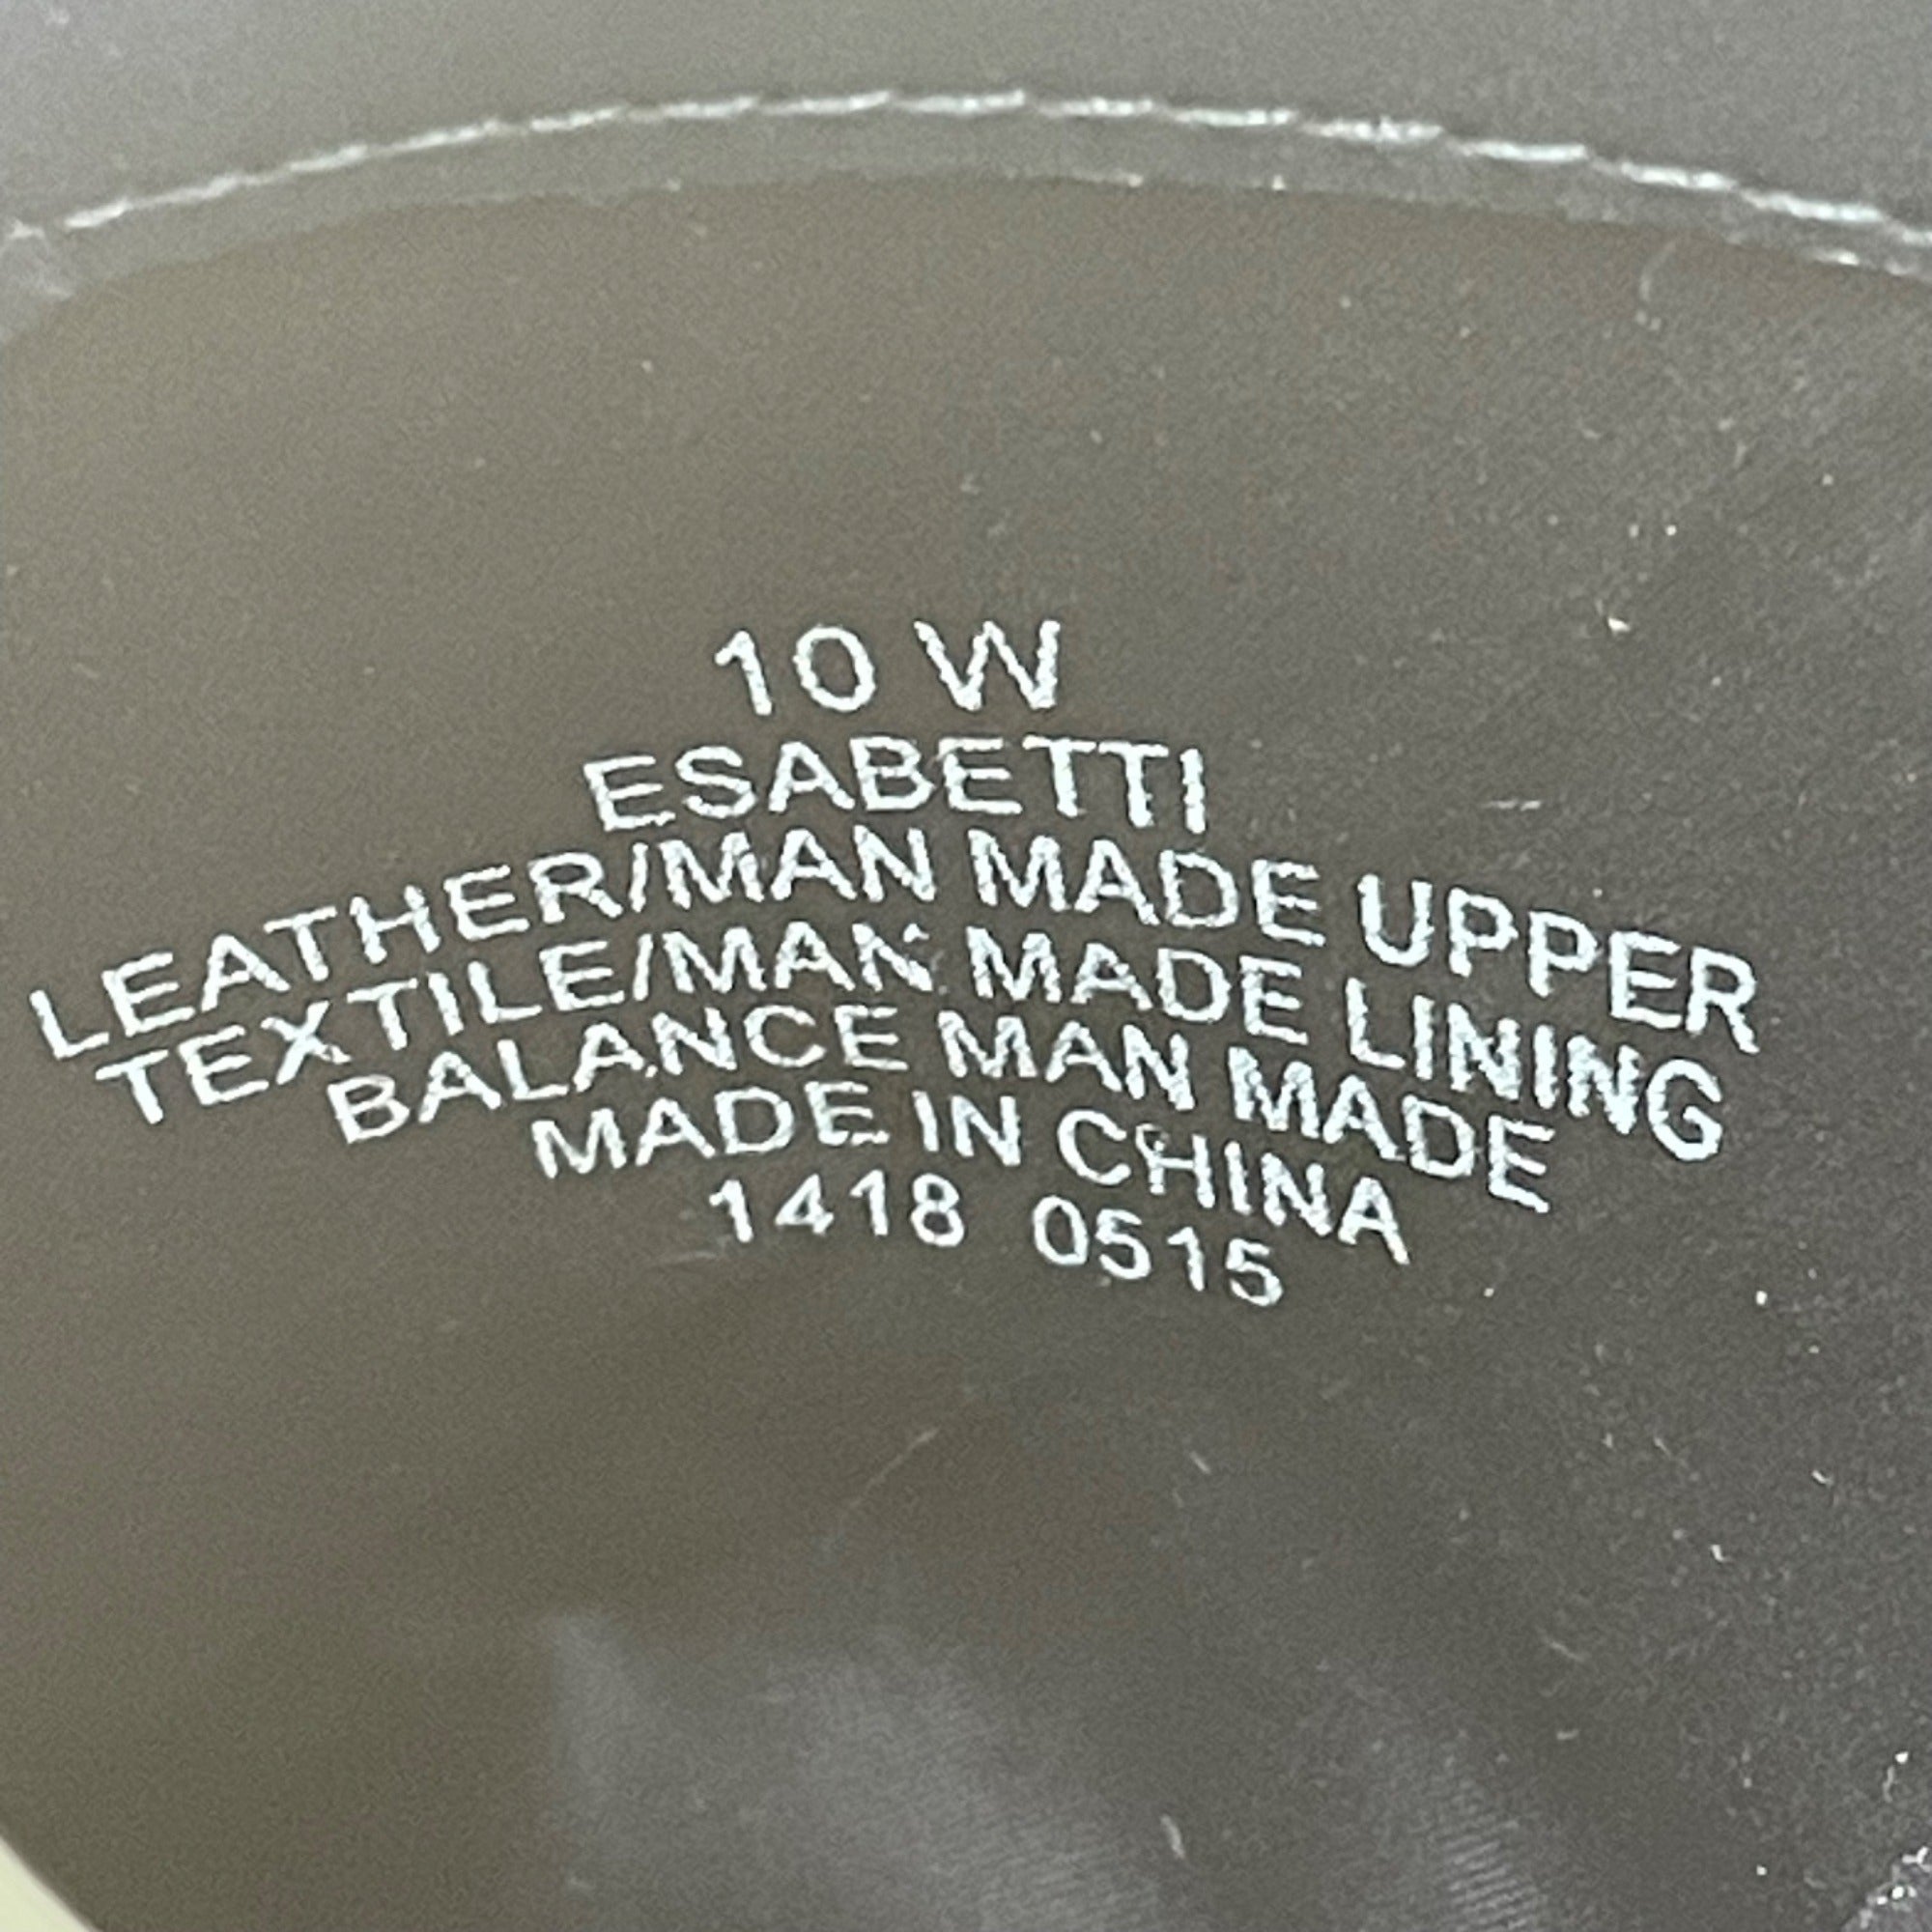 10 W
ESABETTI
LEATHER/MAN MADE UPPER
TEXTILE/MAN MADE LINING
BALANCE MAN MADE
MADE IN CHINA
1418 0515